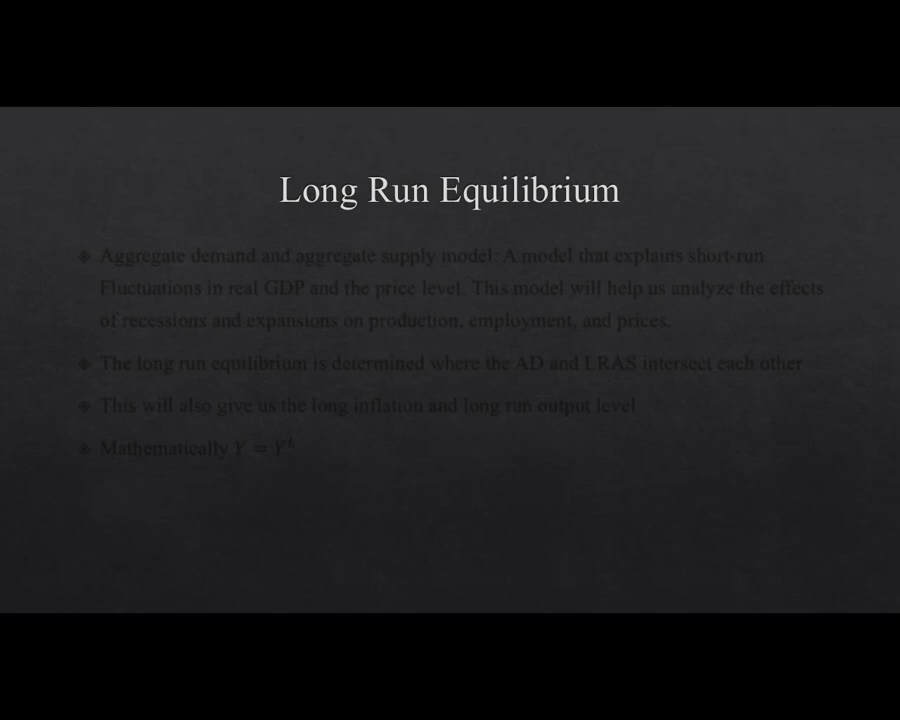 Long Run Equilibrium
Aggregate demand and aggregate supply model: A model that explains short-run
Fluctuations in real GDP and the price level. This model will help us analyze the effects
of recessions and expansions on production, employment, and prices.
The long run equilibrium is determined where the AD and LRAS intersect each other
This will also give us the long inflation and long run output level
Mathematically Y =